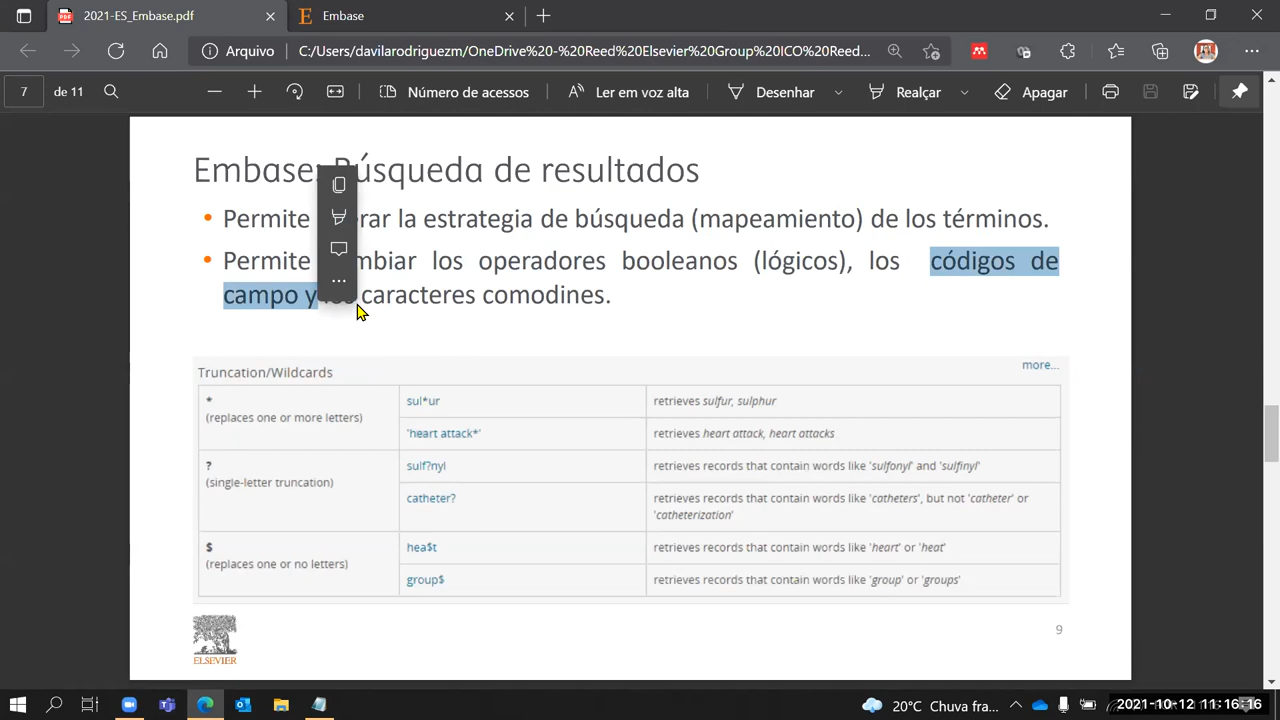 2021-ES_Embase.pdf
Embase
Arquivo
C:/Users/davilarodriguezm/OneDrive%20-%20Reed%20Elsevier%20Group%20ICO%20Reed...
7 de 11
Número de acessos
Ler em voz alta
Desenhar
Realçar
Apagar
Embase: Búsqueda de resultados
• Permite erar la estrategia de búsqueda (mapeamiento) de los términos.
• Permite mbiar los operadores booleanos (lógicos), los códigos de
campo y caracteres comodines.
Truncation/Wildcards more...
* (replaces one or more letters)
sul*ur retrieves sulfur, sulphur
'heart attack*' retrieves heart attack, heart attacks
? (single-letter truncation)
sulf?nyl retrieves records that contain words like 'sulfonyl' and 'sulfinyl'
catheter? retrieves records that contain words like 'catheters', but not 'catheter' or
'catheterization'
$ (replaces one or no letters)
hea$t retrieves records that contain words like 'heart' or 'heat'
group$ retrieves records that contain words like 'group' or 'groups'
ELSEVIER
9
20°C Chuva fra...
2021-10-12 11:16:16